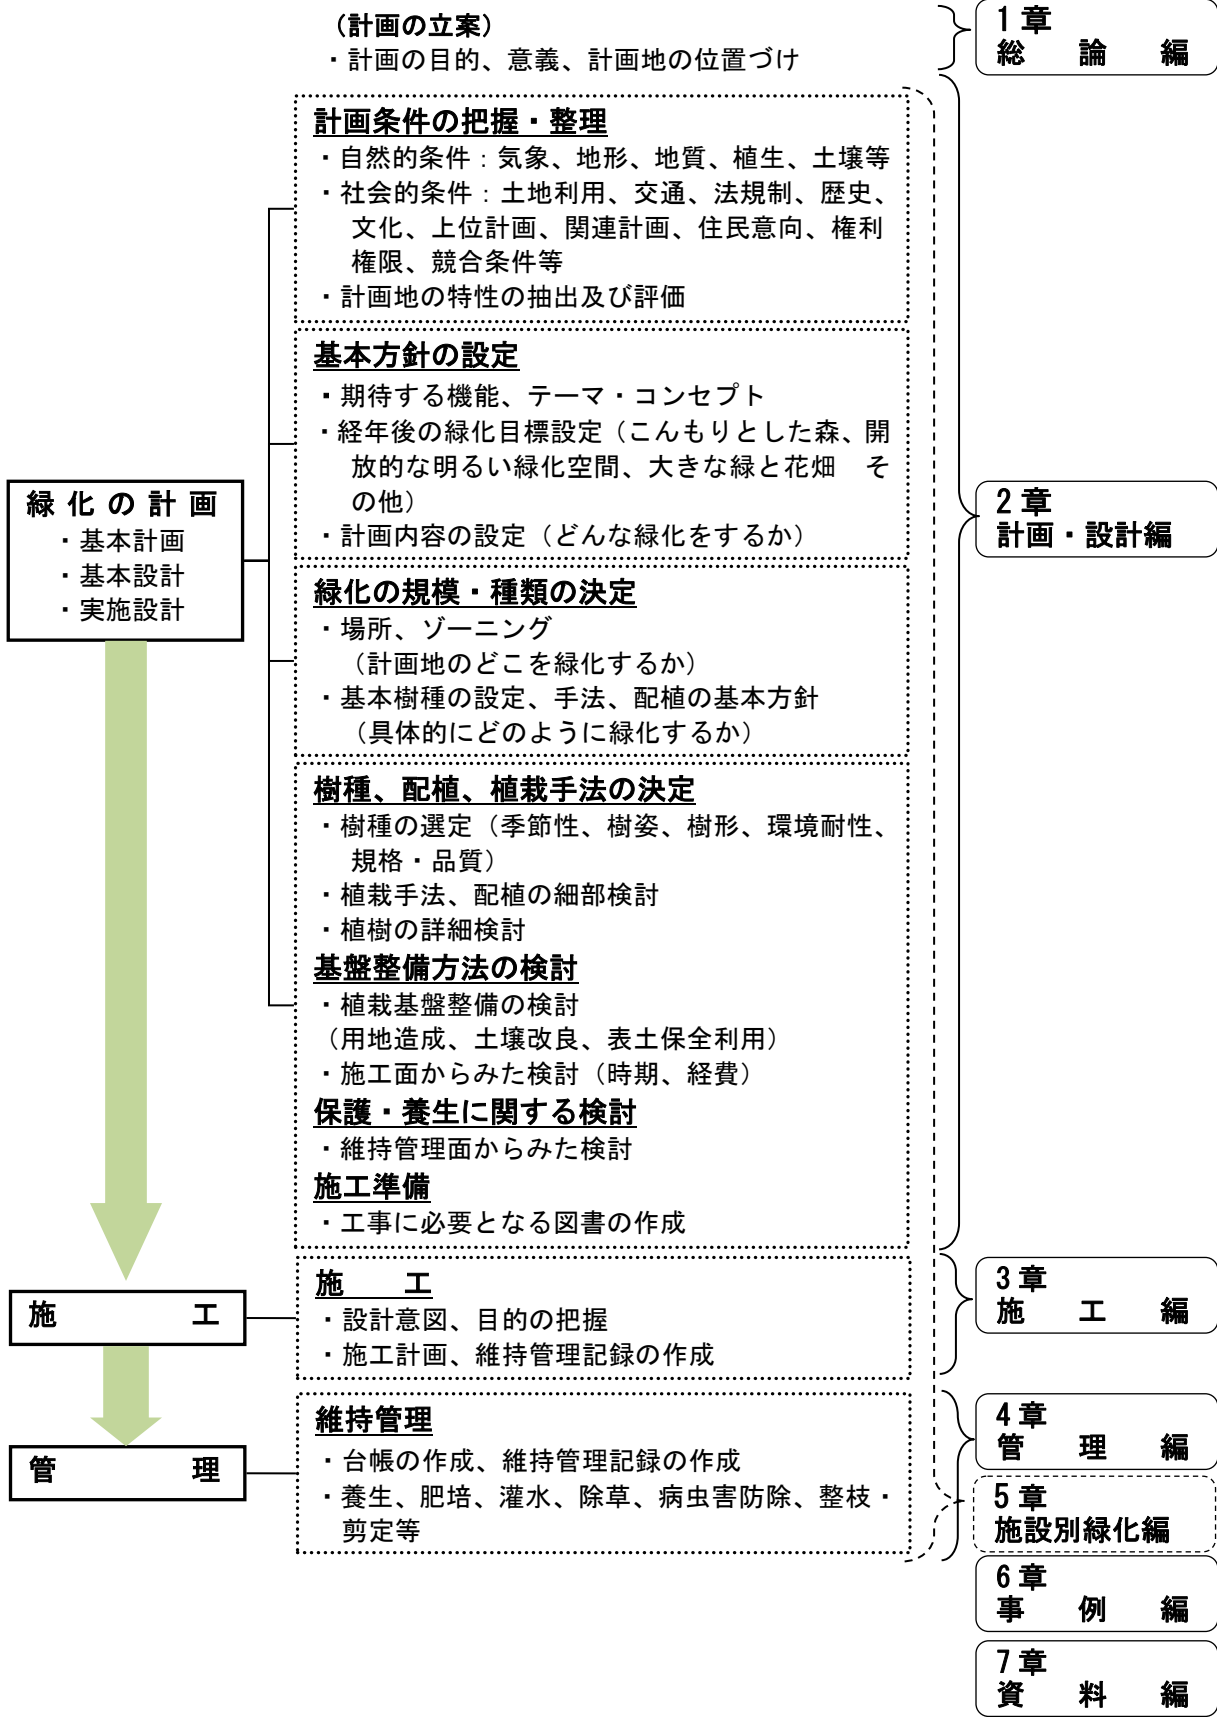 （計画の立案）
・計画の目的、意義、計画地の位置づけ
1章
総　論　編
計画条件の把握・整理
・自然的条件：気象、地形、地質、植生、土壌等
・社会的条件：土地利用、交通、法規制、歴史、
文化、上位計画、関連計画、住民意向、権利
権限、競合条件等
・計画地の特性の抽出及び評価
基本方針の設定
・期待する機能、テーマ・コンセプト
・経年後の緑化目標設定（こんもりとした森、開
放的な明るい緑化空間、大きな緑と花畑　そ
の他）
・計画内容の設定（どんな緑化をするか）
緑化の計画
・基本計画
・基本設計
・実施設計
2章
計画・設計編
緑化の規模・種類の決定
・場所、ゾーニング
（計画地のどこを緑化するか）
・基本樹種の設定、手法、配植の基本方針
（具体的にどのように緑化するか）
樹種、配植、植栽手法の決定
・樹種の選定（季節性、樹姿、樹形、環境耐性、
規格・品質）
・植栽手法、配植の細部検討
・植樹の詳細検討
基盤整備方法の検討
・植栽基盤整備の検討
（用地造成、土壌改良、表土保全利用）
・施工面からみた検討（時期、経費）
保護・養生に関する検討
・維持管理面からみた検討
施工準備
・工事に必要となる図書の作成
施　工
施　工
・設計意図、目的の把握
・施工計画、維持管理記録の作成
3章
施　工　編
管　理
維持管理
・台帳の作成、維持管理記録の作成
・養生、肥培、灌水、除草、病虫害防除、整枝・
剪定等
4章
管　理　編
5章
施設別緑化編
6章
事　例　編
7章
資　料　編